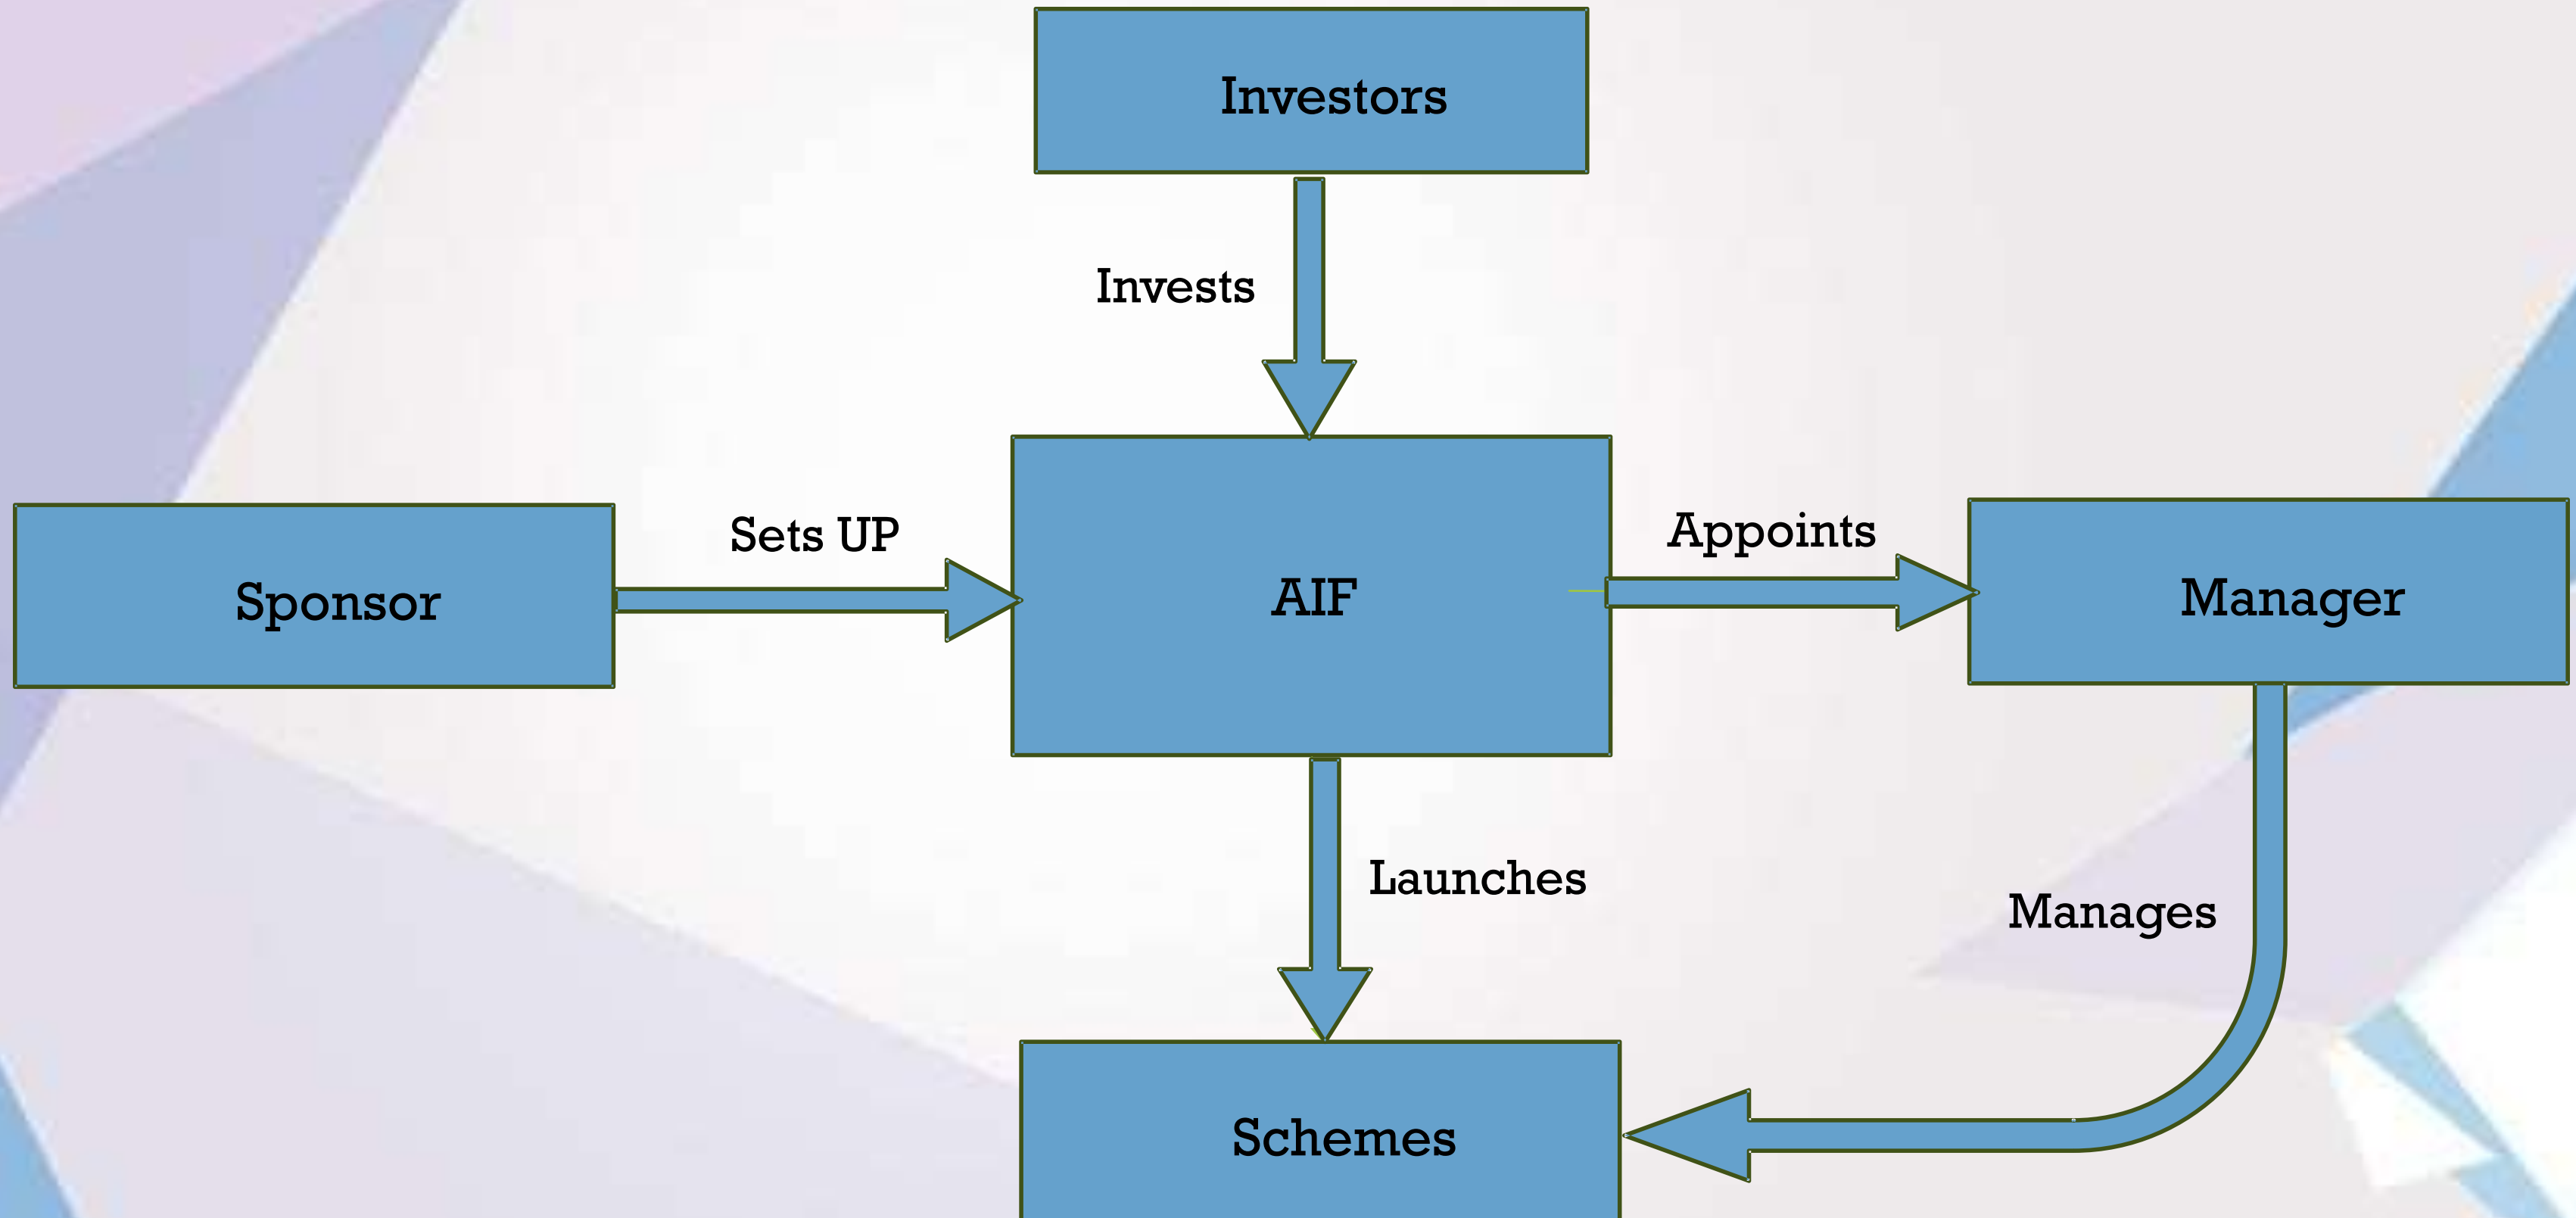 Investors
Invests
Sets UP
Appoints
Sponsor
AIF
Manager
Launches
Manages
Schemes